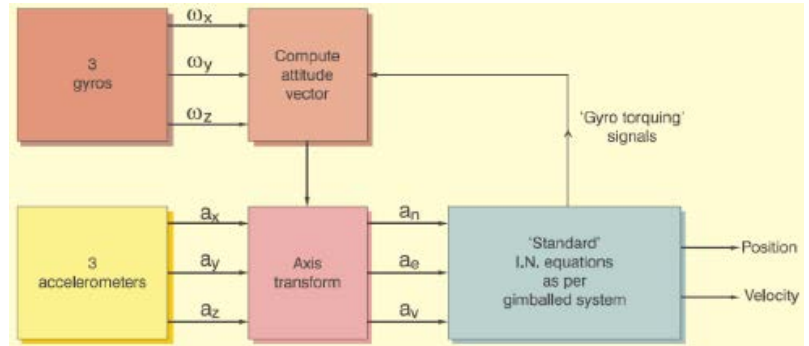 3
gyros
ωx
ωy
ωz
Compute
attitude
vector
'Gyro torquing'
signals
3
accelerometers
ax
ay
az
Axis
transform
an
ae
av
'Standard'
I.N. equations
as per
gimballed system
Position
Velocity